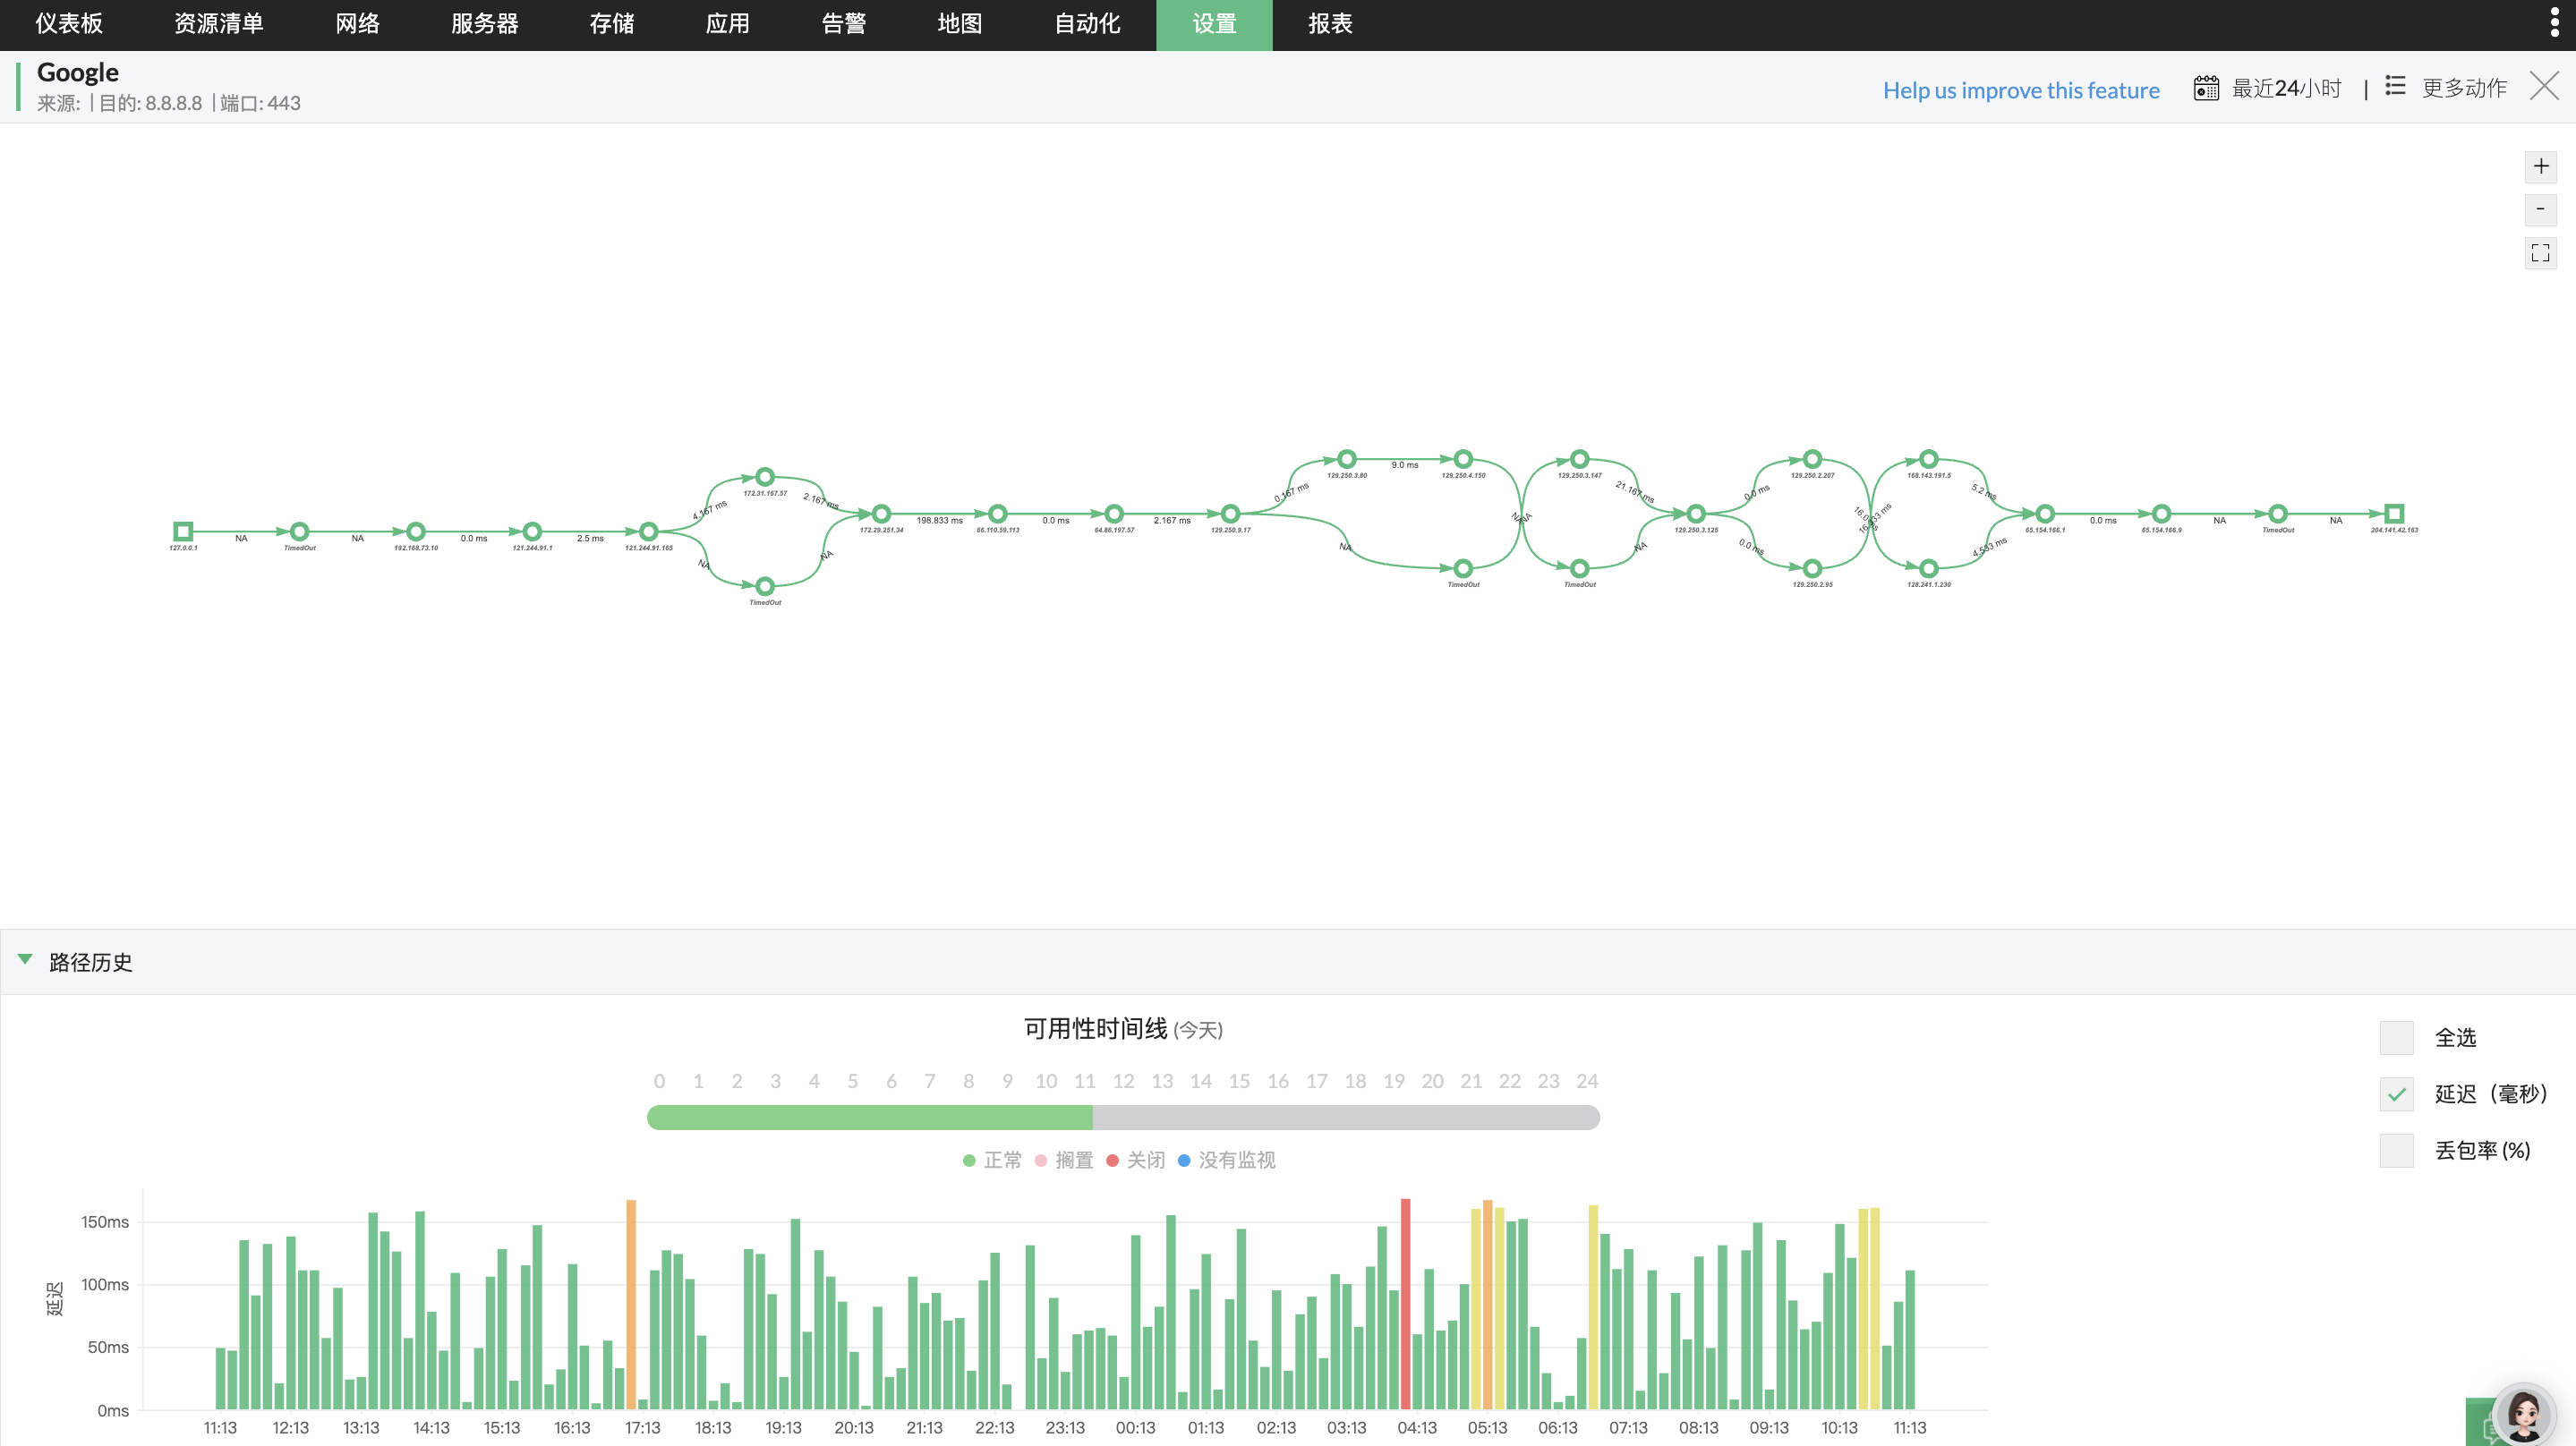 仪表板 资源清单 网络 服务器 存储 应用 告警 地图 自动化 设置 报表
Google
来源: |目的: 8.8.8.8 |端口: 443
Help us improve this feature 最近24小时 | 更多动作
+
-
129.250.3.80 9.0 ms 129.250.4.150 129.250.3.147 129.250.2.207 168.143.191.5
172.31.167.57 2.167 ms 0.167 ms 21.167 ms 0.0 ms 5.2 ms
4.167 ms
172.29.251.34 198.833 ms 66.110.59.113 0.0 ms 64.86.197.57 2.167 ms 129.250.9.17 129.250.3.125 65.154.166.1 0.0 ms 65.154.166.9 NA TimedOut NA 204.141.42.163
127.0.0.1 NA TimedOut NA 192.168.73.10 0.0 ms 121.244.91.1 2.5 ms 121.244.91.165
NA NA NA NA 0.0 ms 4.533 ms
TimedOut TimedOut TimedOut 129.250.2.95 128.241.1.230
路径历史
可用性时间线 (今天)
0 1 2 3 4 5 6 7 8 9 10 11 12 13 14 15 16 17 18 19 20 21 22 23 24
正常 搁置 关闭 没有监视
全选
延迟（毫秒）
丢包率 (%)
延迟
150ms
100ms
50ms
0ms
11:13 12:13 13:13 14:13 15:13 16:13 17:13 18:13 19:13 20:13 21:13 22:13 23:13 00:13 01:13 02:13 03:13 04:13 05:13 06:13 07:13 08:13 09:13 10:13 11:13